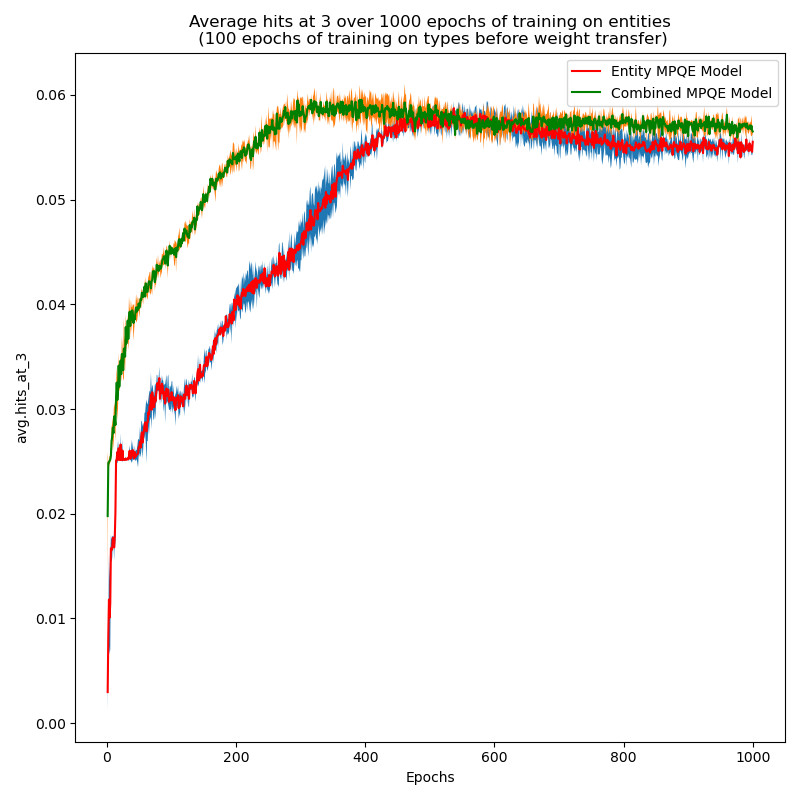 Average hits at 3 over 1000 epochs of training on entities
(100 epochs of training on types before weight transfer)
Entity MPQE Model
Combined MPQE Model
0.06
0.05
0.04
0.03
0.02
0.01
0.00
avg.hits_at_3
0 200 400 600 800 1000
Epochs